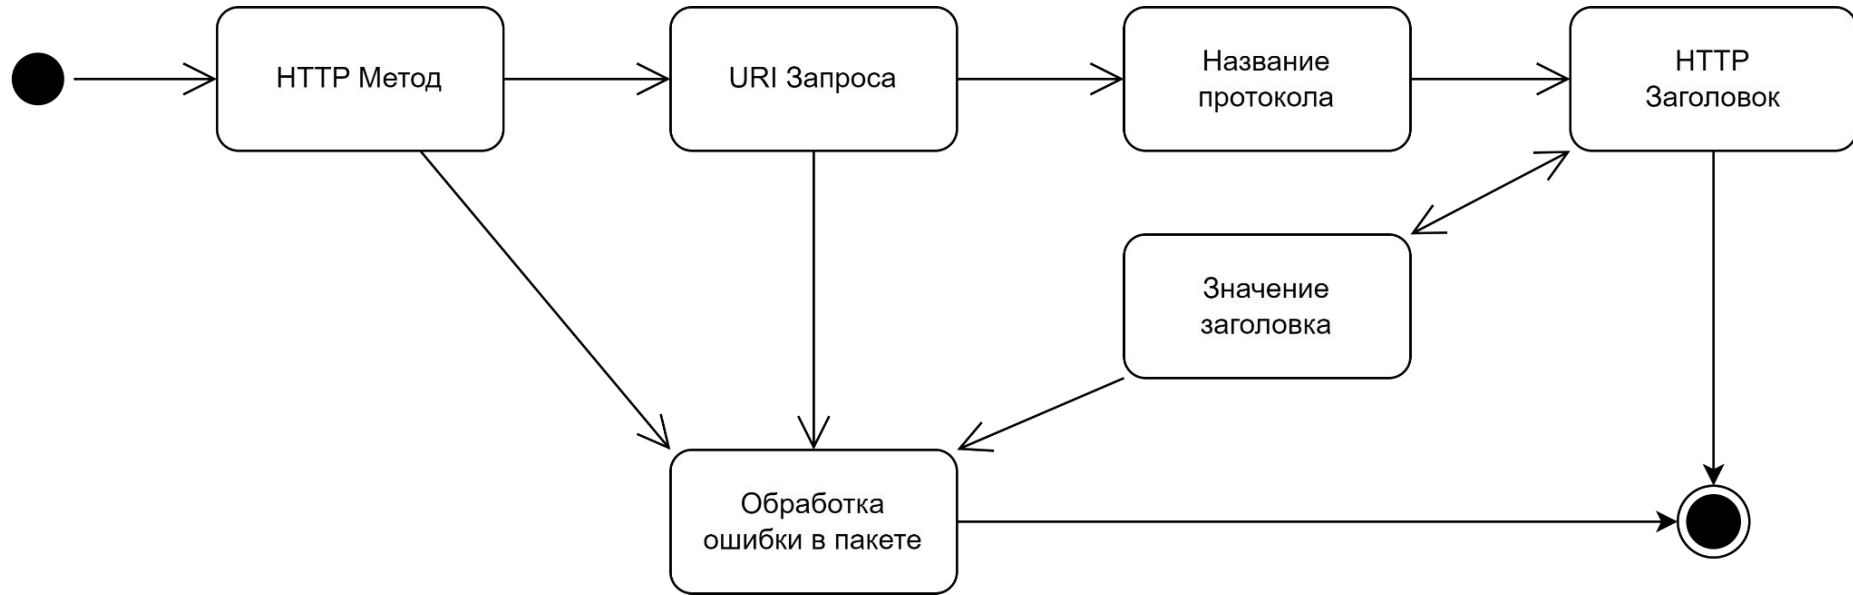 HTTP Метод
URI Запроса
Название
протокола
HTTP
Заголовок
Значение
заголовка
Обработка
ошибки в пакете